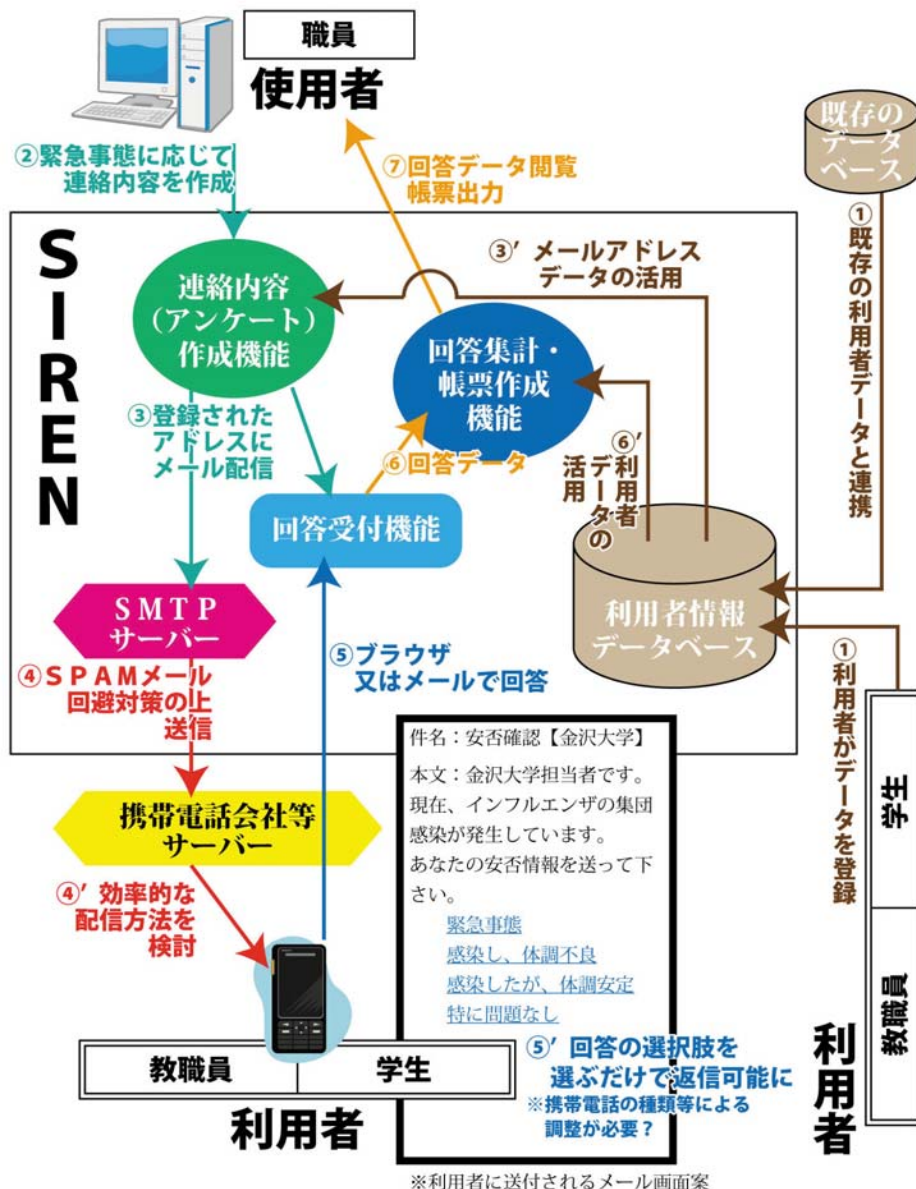 職員
使用者
既存の
データ
ベース
②緊急事態に応じて
連絡内容を作成
⑦回答データ閲覧
帳票出力
①既存の利用者データと連携
SIREN
③′ メールアドレス
データの活用
連絡内容
（アンケート）
作成機能
回答集計・
帳票作成
機能
③登録された
アドレスに
メール配信
⑥回答データ
⑥′利用者
データの
活用
回答受付機能
利用者情報
データベース
SMTP
サーバー
④SPAMメール
回避対策の上
送信
⑤ブラウザ
又はメールで回答
①利用者がデータを登録
学生
教職員
利用者
件名：安否確認【金沢大学】
本文：金沢大学担当者です。
現在、インフルエンザの集団
感染が発生しています。
あなたの安否情報を送って下
さい。
緊急事態
感染し、体調不良
感染したが、体調安定
特に問題なし
携帯電話会社等
サーバー
④′ 効率的な
配信方法を
検討
⑤′ 回答の選択肢を
選ぶだけで返信可能に
※携帯電話の種類等による
調整が必要？
教職員
学生
利用者
※利用者に送付されるメール画面案